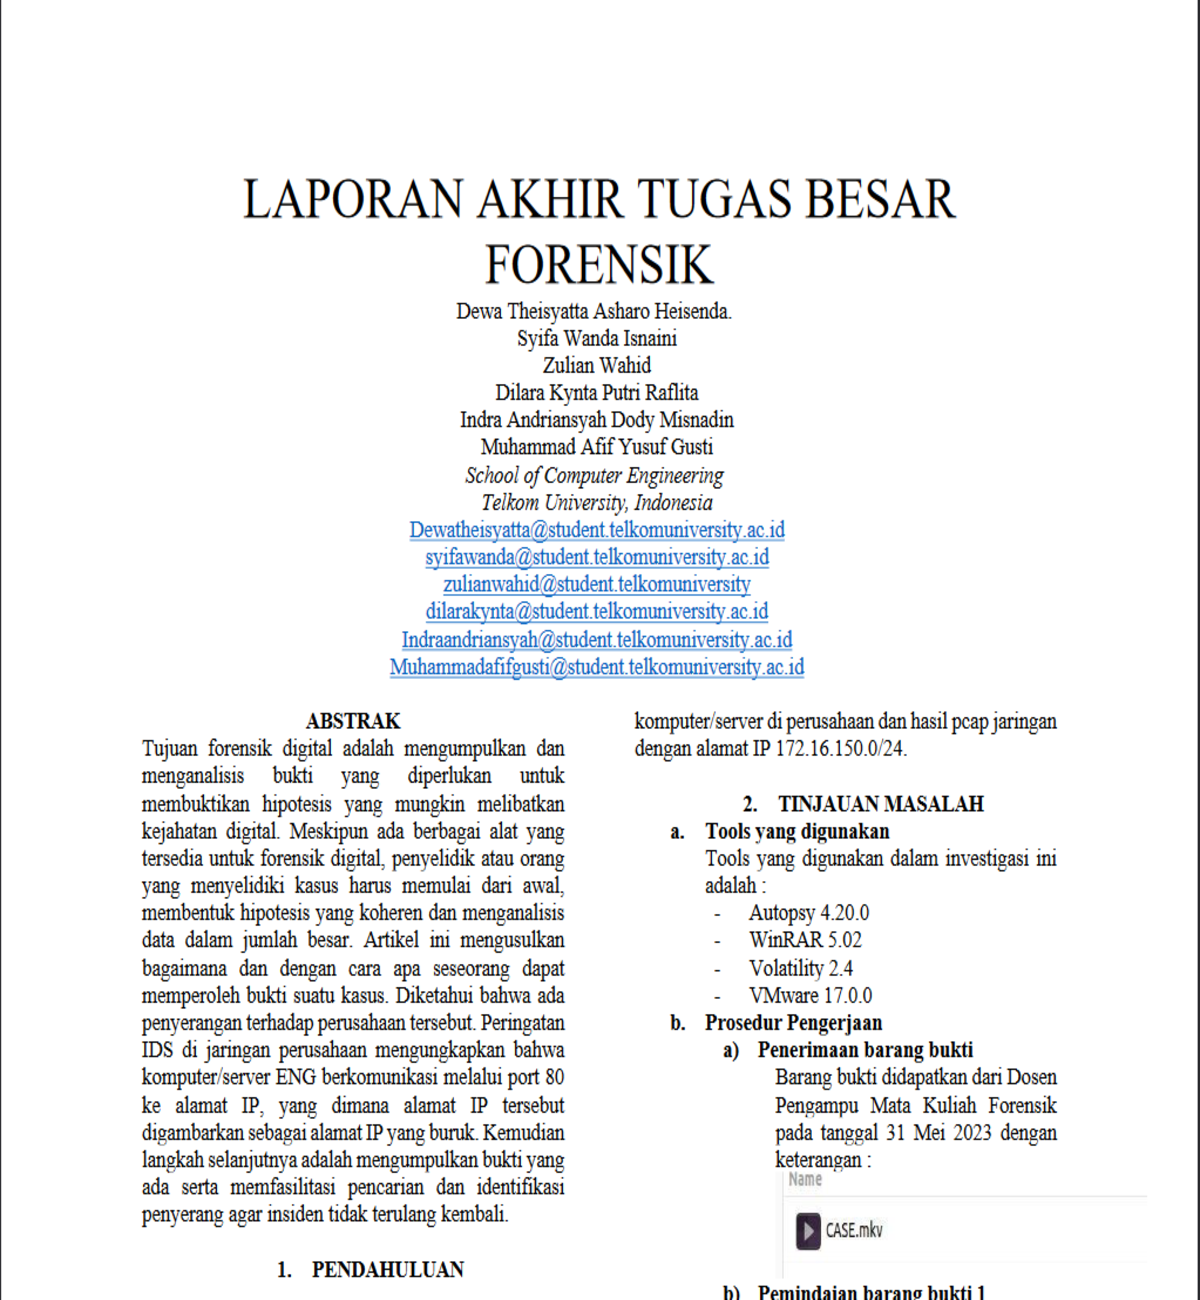 LAPORAN AKHIR TUGAS BESAR
FORENSIK
Dewa Theisyatta Asharo Heisenda.
Syifa Wanda Isnaini
Zulian Wahid
Dilara Kynta Putri Raflita
Indra Andriansyah Dody Misnadin
Muhammad Afif Yusuf Gusti
School of Computer Engineering
Telkom University, Indonesia
Dewatheisyatta@student.telkomuniversity.ac.id
syifawanda@student.telkomuniversity.ac.id
zulianwahid@student.telkomuniversity
dilarakynta@student.telkomuniversity.ac.id
Indraandriansyah@student.telkomuniversity.ac.id
Muhammadafifgusti@student.telkomuniversity.ac.id
ABSTRAK
Tujuan forensik digital adalah mengumpulkan dan
menganalisis bukti yang diperlukan untuk
membuktikan hipotesis yang mungkin melibatkan
kejahatan digital. Meskipun ada berbagai alat yang
tersedia untuk forensik digital, penyelidik atau orang
yang menyelidiki kasus harus memulai dari awal,
membentuk hipotesis yang koheren dan menganalisis
data dalam jumlah besar. Artikel ini mengusulkan
bagaimana dan dengan cara apa seseorang dapat
memperoleh bukti suatu kasus. Diketahui bahwa ada
penyerangan terhadap perusahaan tersebut. Peringatan
IDS di jaringan perusahaan mengungkapkan bahwa
komputer/server ENG berkomunikasi melalui port 80
ke alamat IP, yang dimana alamat IP tersebut
digambarkan sebagai alamat IP yang buruk. Kemudian
langkah selanjutnya adalah mengumpulkan bukti yang
ada serta memfasilitasi pencarian dan identifikasi
penyerang agar insiden tidak terulang kembali.
1. PENDAHULUAN
komputer/server di perusahaan dan hasil pcap jaringan
dengan alamat IP 172.16.150.0/24.
2. TINJAUAN MASALAH
a. Tools yang digunakan
Tools yang digunakan dalam investigasi ini
adalah :
- Autopsy 4.20.0
- WinRAR 5.02
- Volatility 2.4
- VMware 17.0.0
b. Prosedur Pengerjaan
a) Penerimaan barang bukti
Barang bukti didapatkan dari Dosen
Pengampu Mata Kuliah Forensik
pada tanggal 31 Mei 2023 dengan
keterangan :
Name
CASE.mkv
b) Pemindaian barang bukti 1